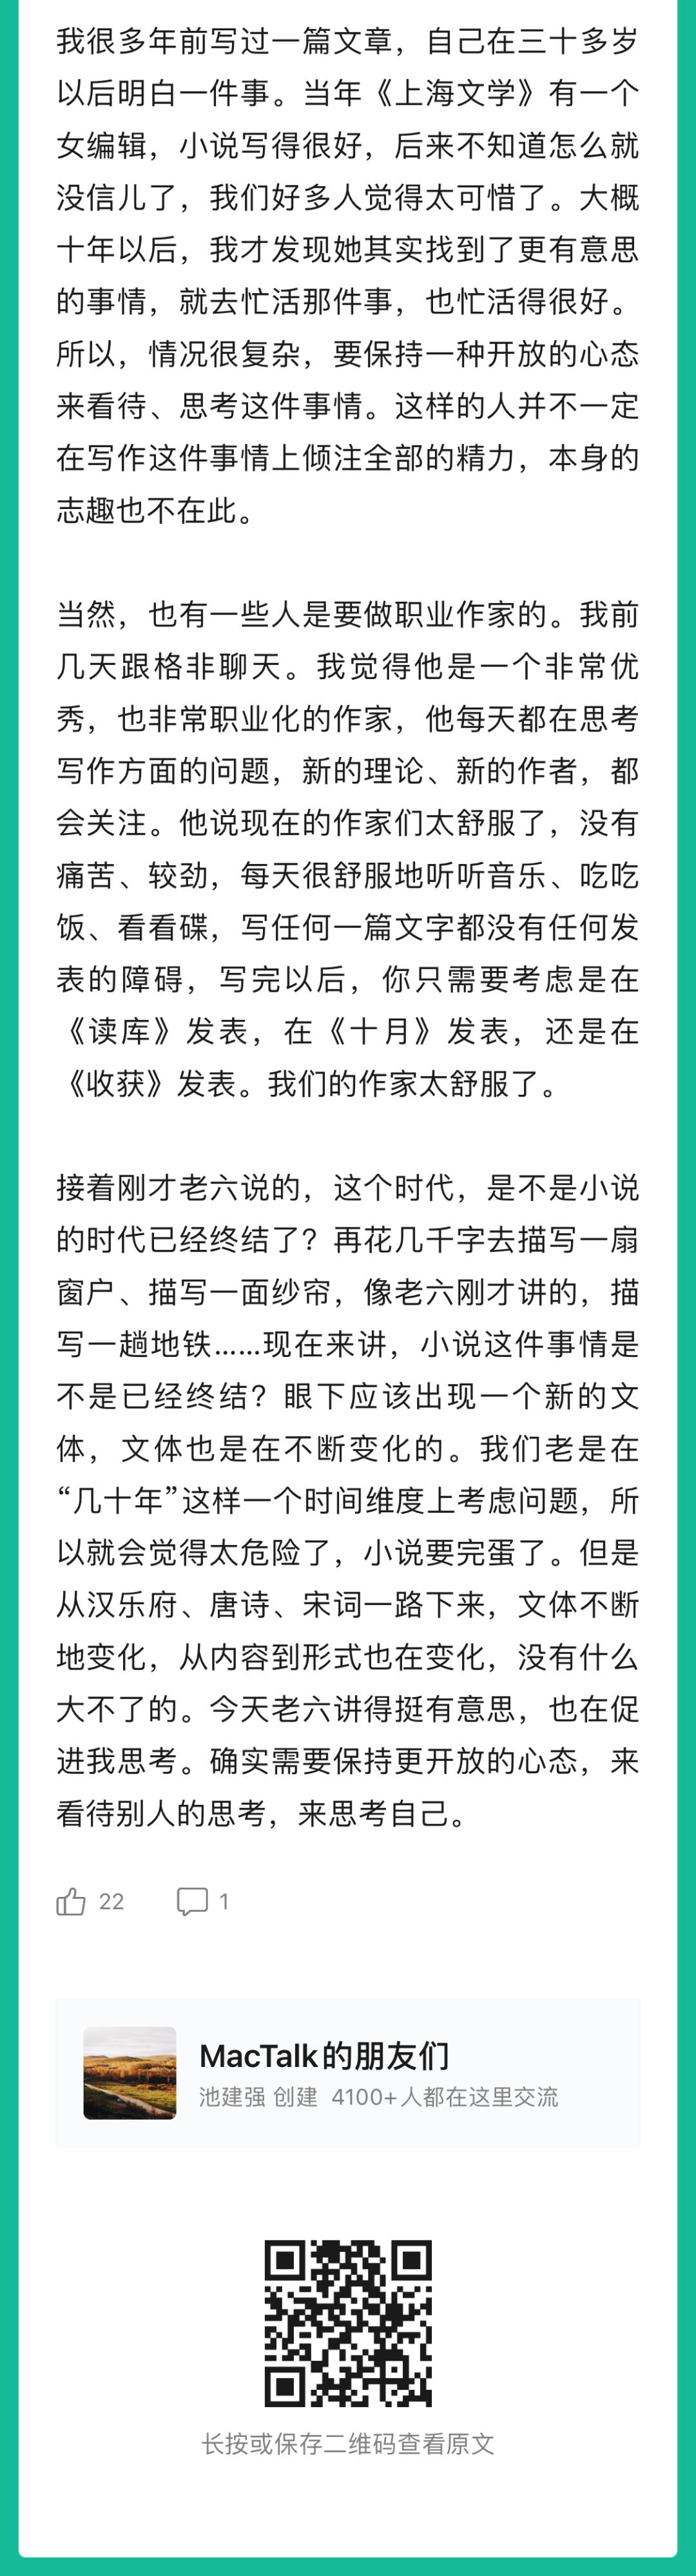 我很多年前写过一篇文章，自己在三十多岁
以后明白一件事。当年《上海文学》有一个
女编辑，小说写得很好，后来不知道怎么就
没信儿了，我们好多人觉得太可惜了。大概
十年以后，我才发现她其实找到了更有意思
的事情，就去忙活那件事，也忙活得很好。
所以，情况很复杂，要保持一种开放的心态
来看待、思考这件事情。这样的人并不一定
在写作这件事情上倾注全部的精力，本身的
志趣也不在此。
当然，也有一些人是要做职业作家的。我前
几天跟格非聊天。我觉得他是一个非常优
秀，也非常职业化的作家，他每天都在思考
写作方面的问题，新的理论、新的作者，都
会关注。他说现在的作家们太舒服了，没有
痛苦、较劲，每天很舒服地听听音乐、吃吃
饭、看看碟，写任何一篇文字都没有任何发
表的障碍，写完以后，你只需要考虑是在
《读库》发表，在《十月》发表，还是在
《收获》发表。我们的作家太舒服了。
接着刚才老六说的，这个时代，是不是小说
的时代已经终结了？再花几千字去描写一扇
窗户、描写一面纱帘，像老六刚才讲的，描
写一趟地铁……现在来讲，小说这件事情是
不是已经终结？眼下应该出现一个新的文
体，文体也是在不断变化的。我们老是在
“几十年”这样一个时间维度上考虑问题，所
以就会觉得太危险了，小说要完蛋了。但是
从汉乐府、唐诗、宋词一路下来，文体不断
地变化，从内容到形式也在变化，没有什么
大不了的。今天老六讲得挺有意思，也在促
进我思考。确实需要保持更开放的心态，来
看待别人的思考，来思考自己。
22 1
MacTalk的朋友们
池建强 创建 4100+人都在这里交流
长按或保存二维码查看原文